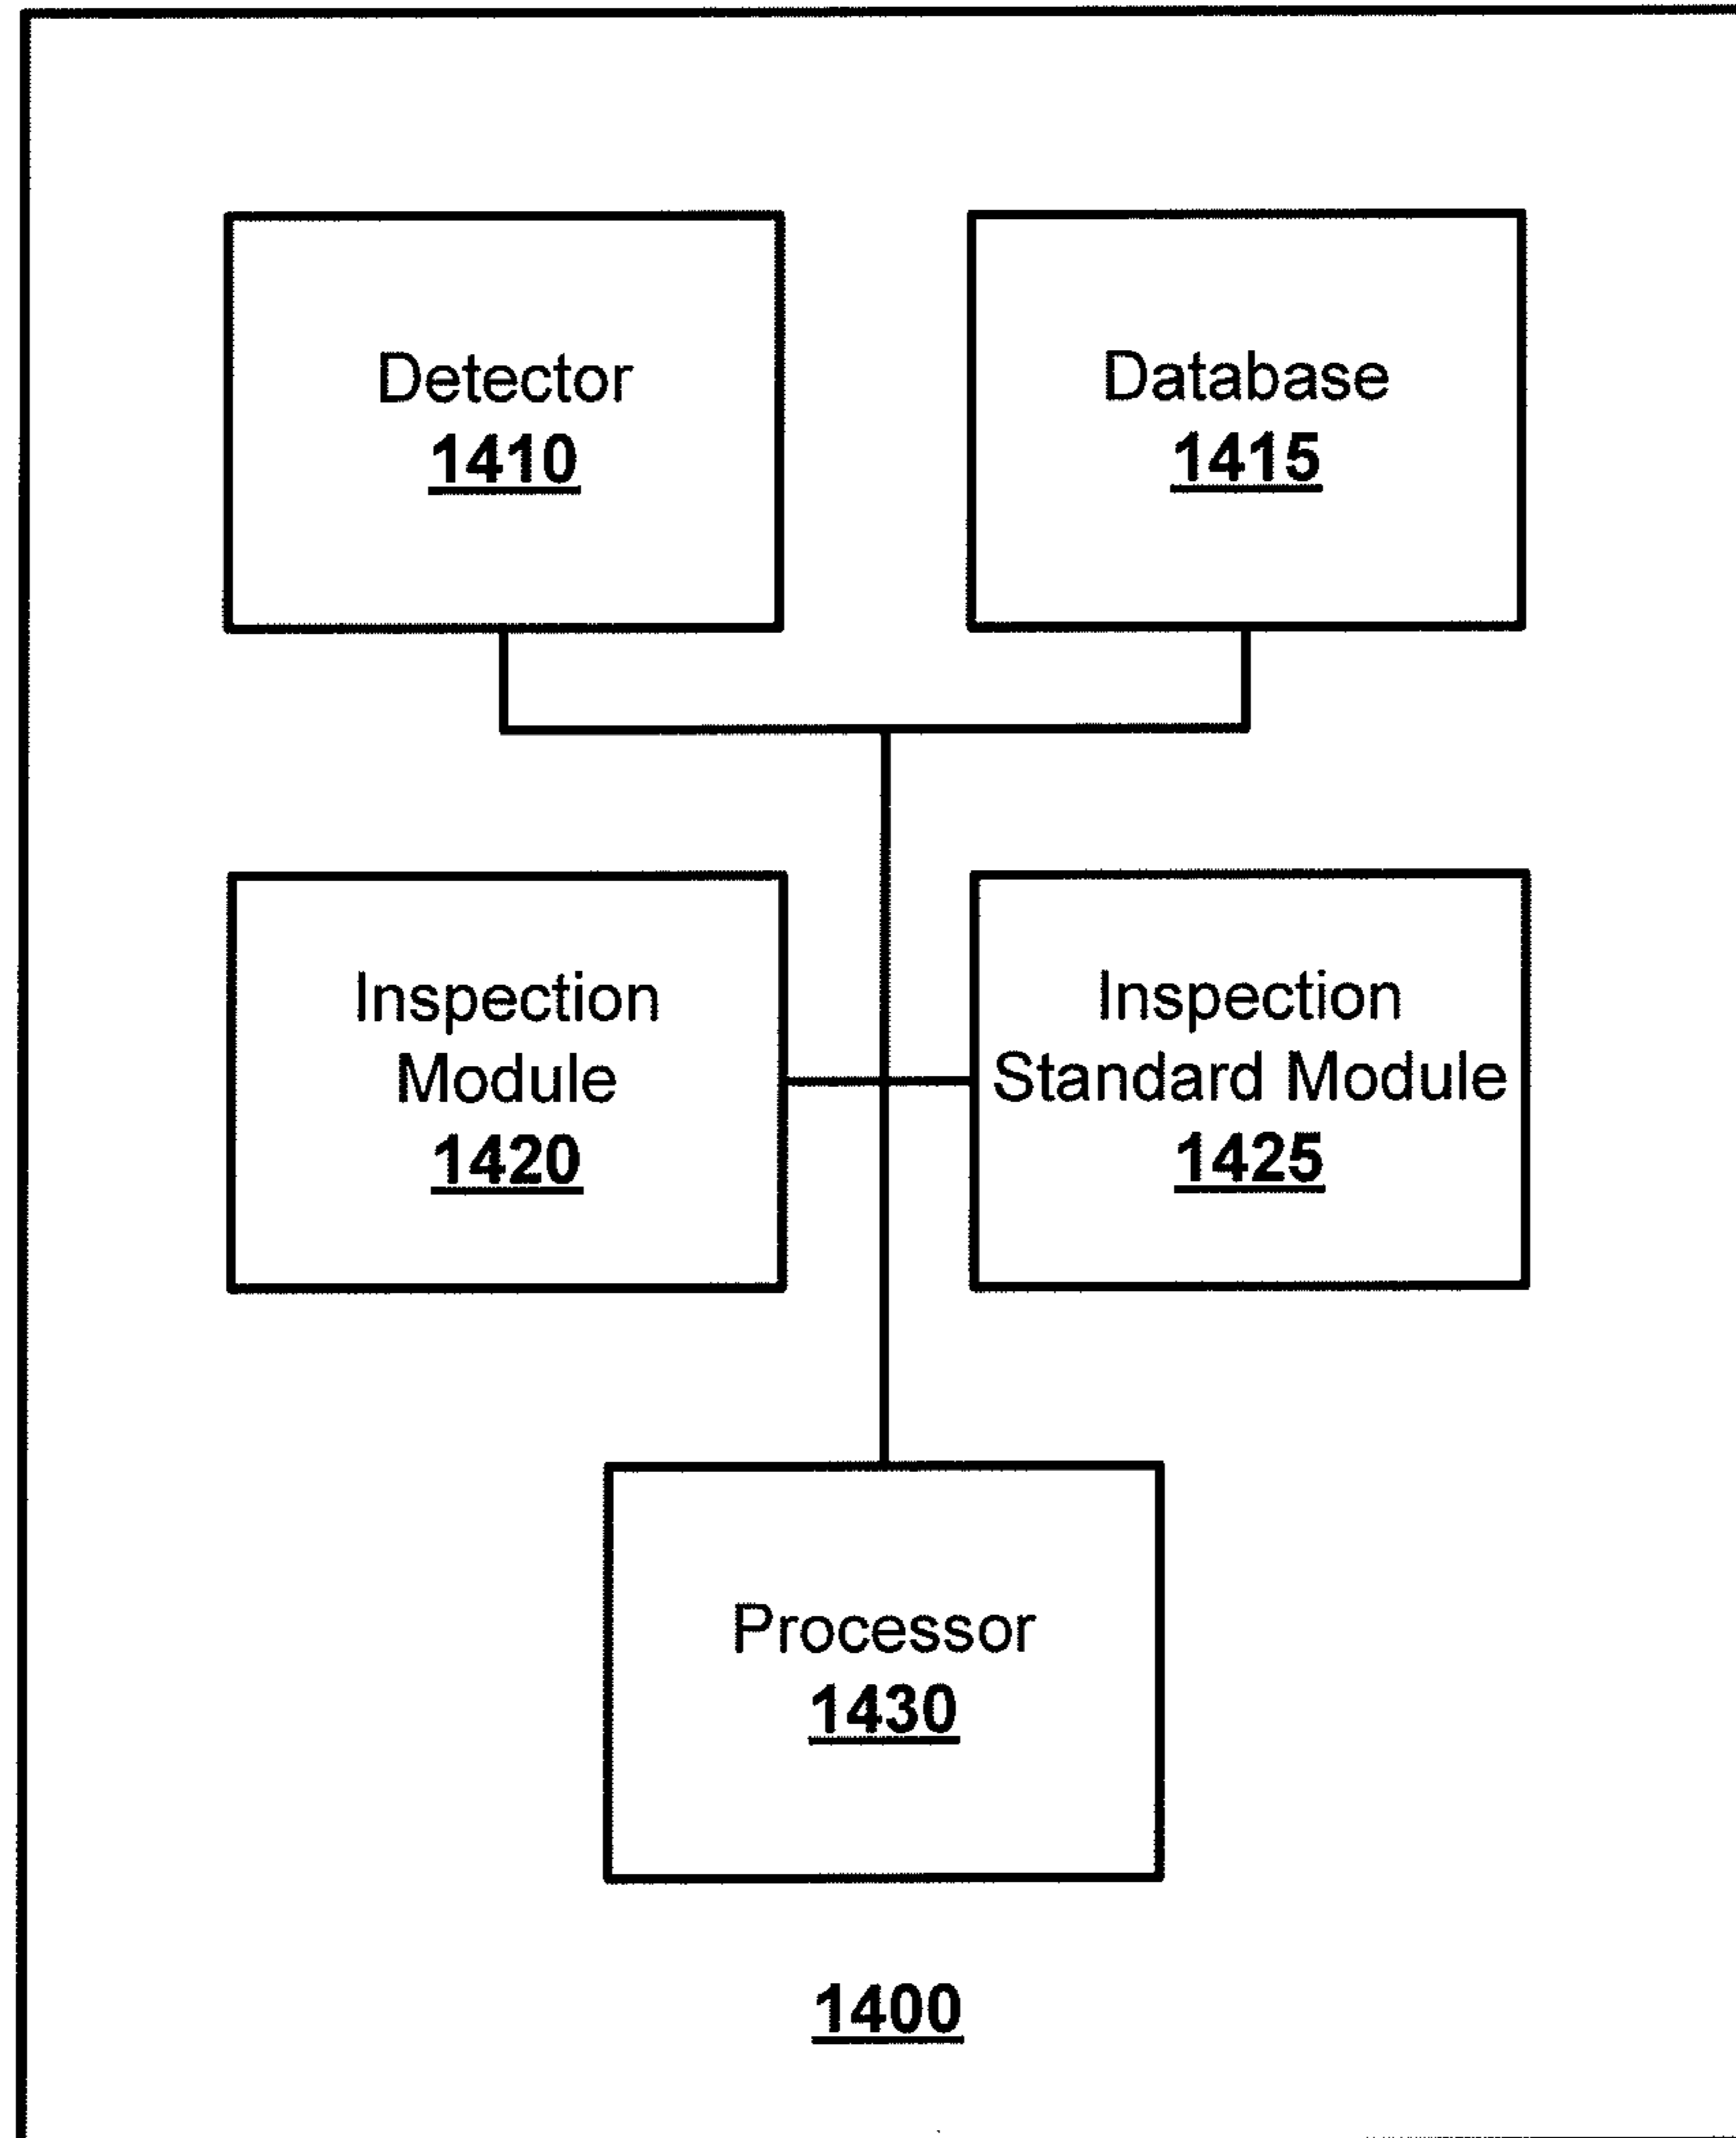 Detector
1410
Database
1415
Inspection
Module
1420
Inspection
Standard Module
1425
Processor
1430
1400